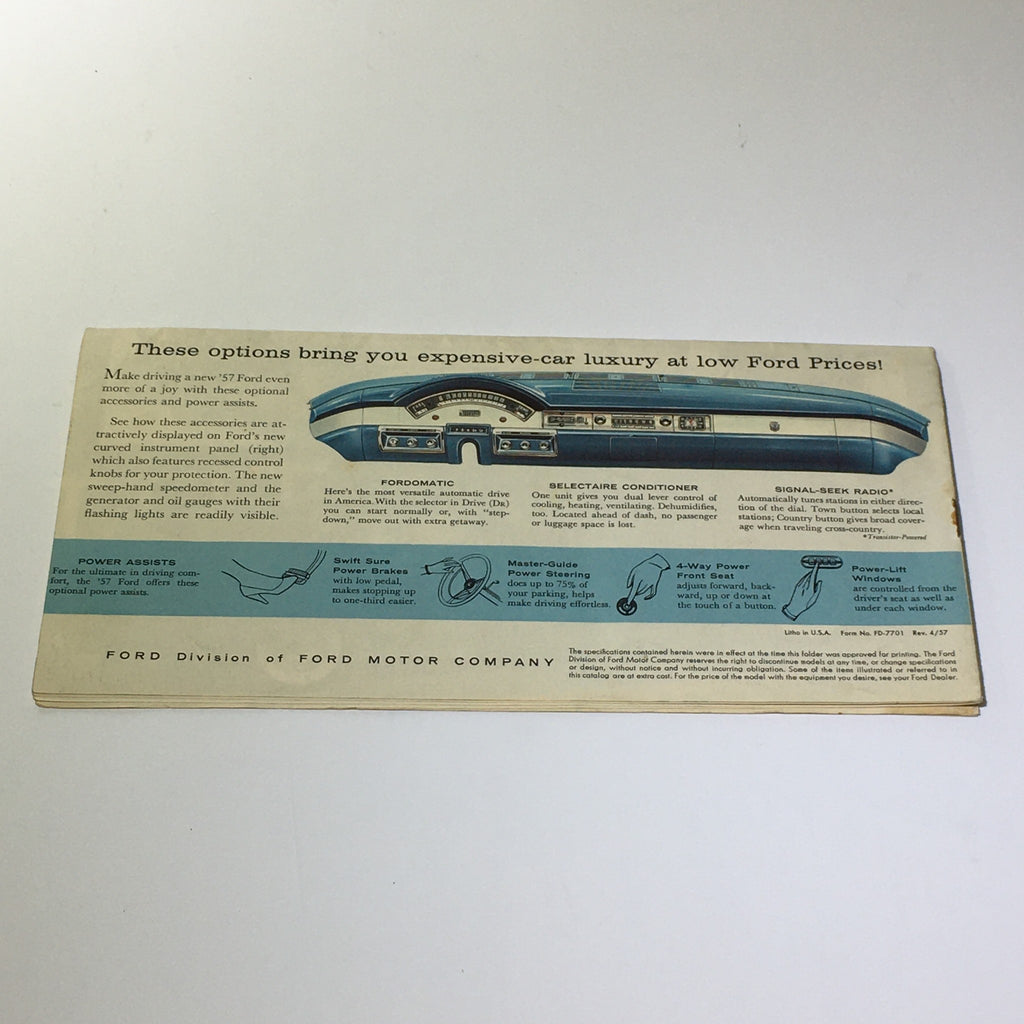 These options bring you expensive-car luxury at low Ford Prices!
Make driving a new '57 Ford even
more of a joy with these optional
accessories and power assists.
See how these accessories are at-
tractively displayed on Ford's new
curved instrument panel (right)
which also features recessed control
knobs for your protection. The new
sweep-hand speedometer and the
generator and oil gauges with their
flashing lights are readily visible.
FORDOMATIC
Here's the most versatile automatic drive
in America. With the selector in Drive (DR)
you can start normally or, with "step-
down," move out with extra getaway.
SELECTAIRE CONDITIONER
One unit gives you dual lever control of
cooling, heating, ventilating. Dehumidifies,
too. Located ahead of dash, no passenger
or luggage space is lost.
SIGNAL-SEEK RADIO*
Automatically tunes stations in either direc-
tion of the dial. Town button selects local
stations; Country button gives broad cover-
age when traveling cross-country.
*Transistor-Powered
POWER ASSISTS
For the ultimate in driving com-
fort, the '57 Ford offers these
optional power assists.
Swift Sure
Power Brakes
with low pedal,
makes stopping up
to one-third easier.
Master-Guide
Power Steering
does up to 75% of
your parking, helps
make driving effortless.
4-Way Power
Front Seat
adjusts forward, back-
ward, up or down at
the touch of a button.
Power-Lift
Windows
are controlled from the
driver's seat as well as
under each window.
Litho in U.S.A. Form No. FD-7701 Rev. 4/57
FORD Division of FORD MOTOR COMPANY
The specifications contained herein were in effect at the time this folder was approved for printing. The Ford
Division of Ford Motor Company reserves the right to discontinue models at any time, or change specifications
or design, without notice and without incurring obligation. Some of the items illustrated or referred to in
this catalog are at extra cost. For the price of the model with the equipment you desire, see your Ford Dealer.